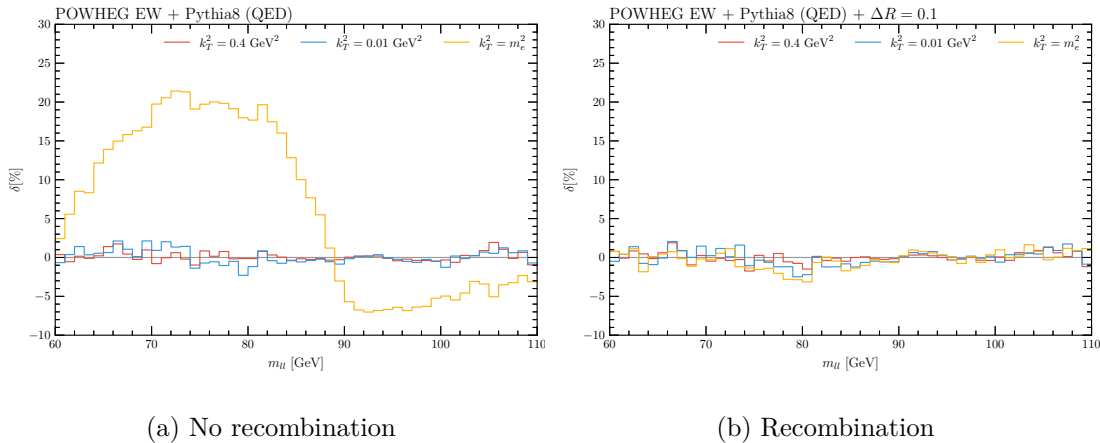 POWHEG EW + Pythia8 (QED)
k_T^2 = 0.4 GeV^2 k_T^2 = 0.01 GeV^2 k_T^2 = m_e^2
30
25
20
15
10
5
0
−5
−10
δ[%]
60 70 80 90 100 110
m_ll [GeV]
(a) No recombination
POWHEG EW + Pythia8 (QED) + ΔR = 0.1
k_T^2 = 0.4 GeV^2 k_T^2 = 0.01 GeV^2 k_T^2 = m_e^2
30
25
20
15
10
5
0
−5
−10
δ[%]
60 70 80 90 100 110
m_ll [GeV]
(b) Recombination